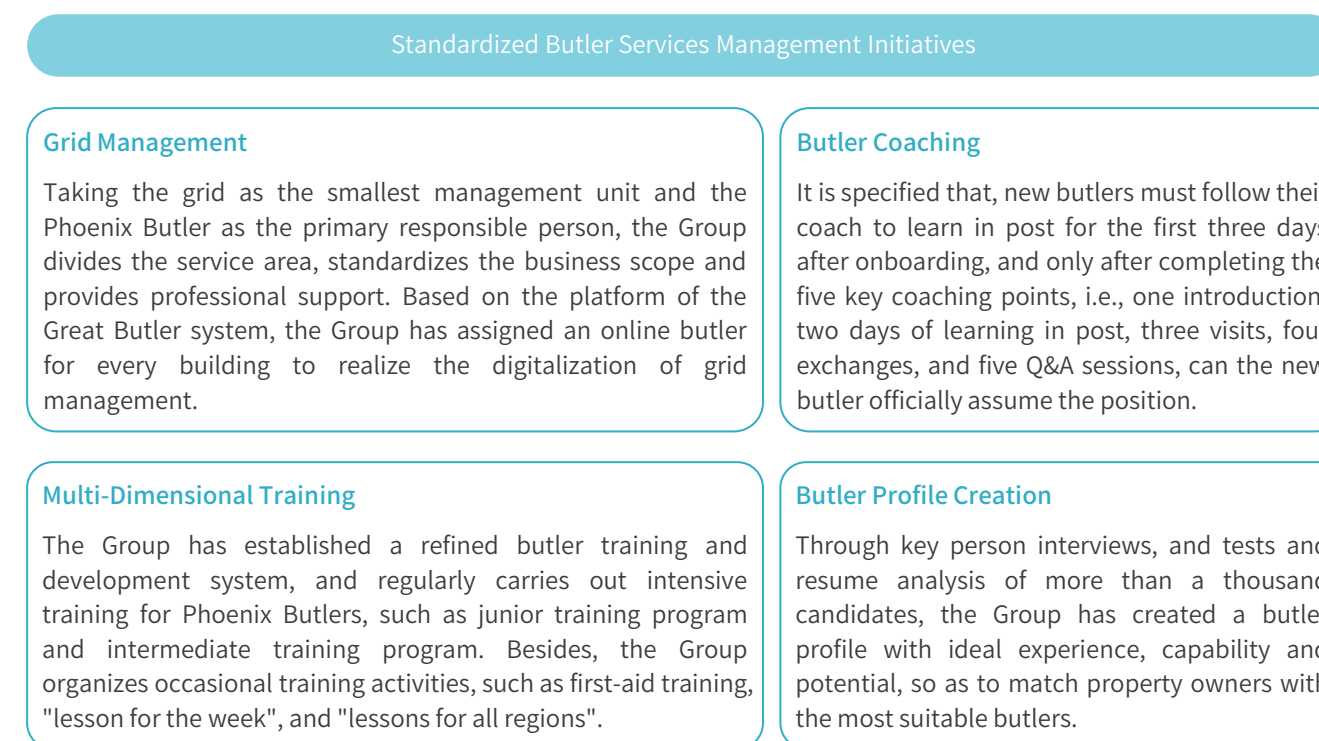 Standardized Butler Services Management Initiatives
Grid Management
Taking the grid as the smallest management unit and the
Phoenix Butler as the primary responsible person, the Group
divides the service area, standardizes the business scope and
provides professional support. Based on the platform of the
Great Butler system, the Group has assigned an online butler
for every building to realize the digitalization of grid
management.
Butler Coaching
It is specified that, new butlers must follow their
coach to learn in post for the first three days
after onboarding, and only after completing the
five key coaching points, i.e., one introduction,
two days of learning in post, three visits, four
exchanges, and five Q&A sessions, can the new
butler officially assume the position.
Multi-Dimensional Training
The Group has established a refined butler training and
development system, and regularly carries out intensive
training for Phoenix Butlers, such as junior training program
and intermediate training program. Besides, the Group
organizes occasional training activities, such as first-aid training,
"lesson for the week", and "lessons for all regions".
Butler Profile Creation
Through key person interviews, and tests and
resume analysis of more than a thousand
candidates, the Group has created a butler
profile with ideal experience, capability and
potential, so as to match property owners with
the most suitable butlers.